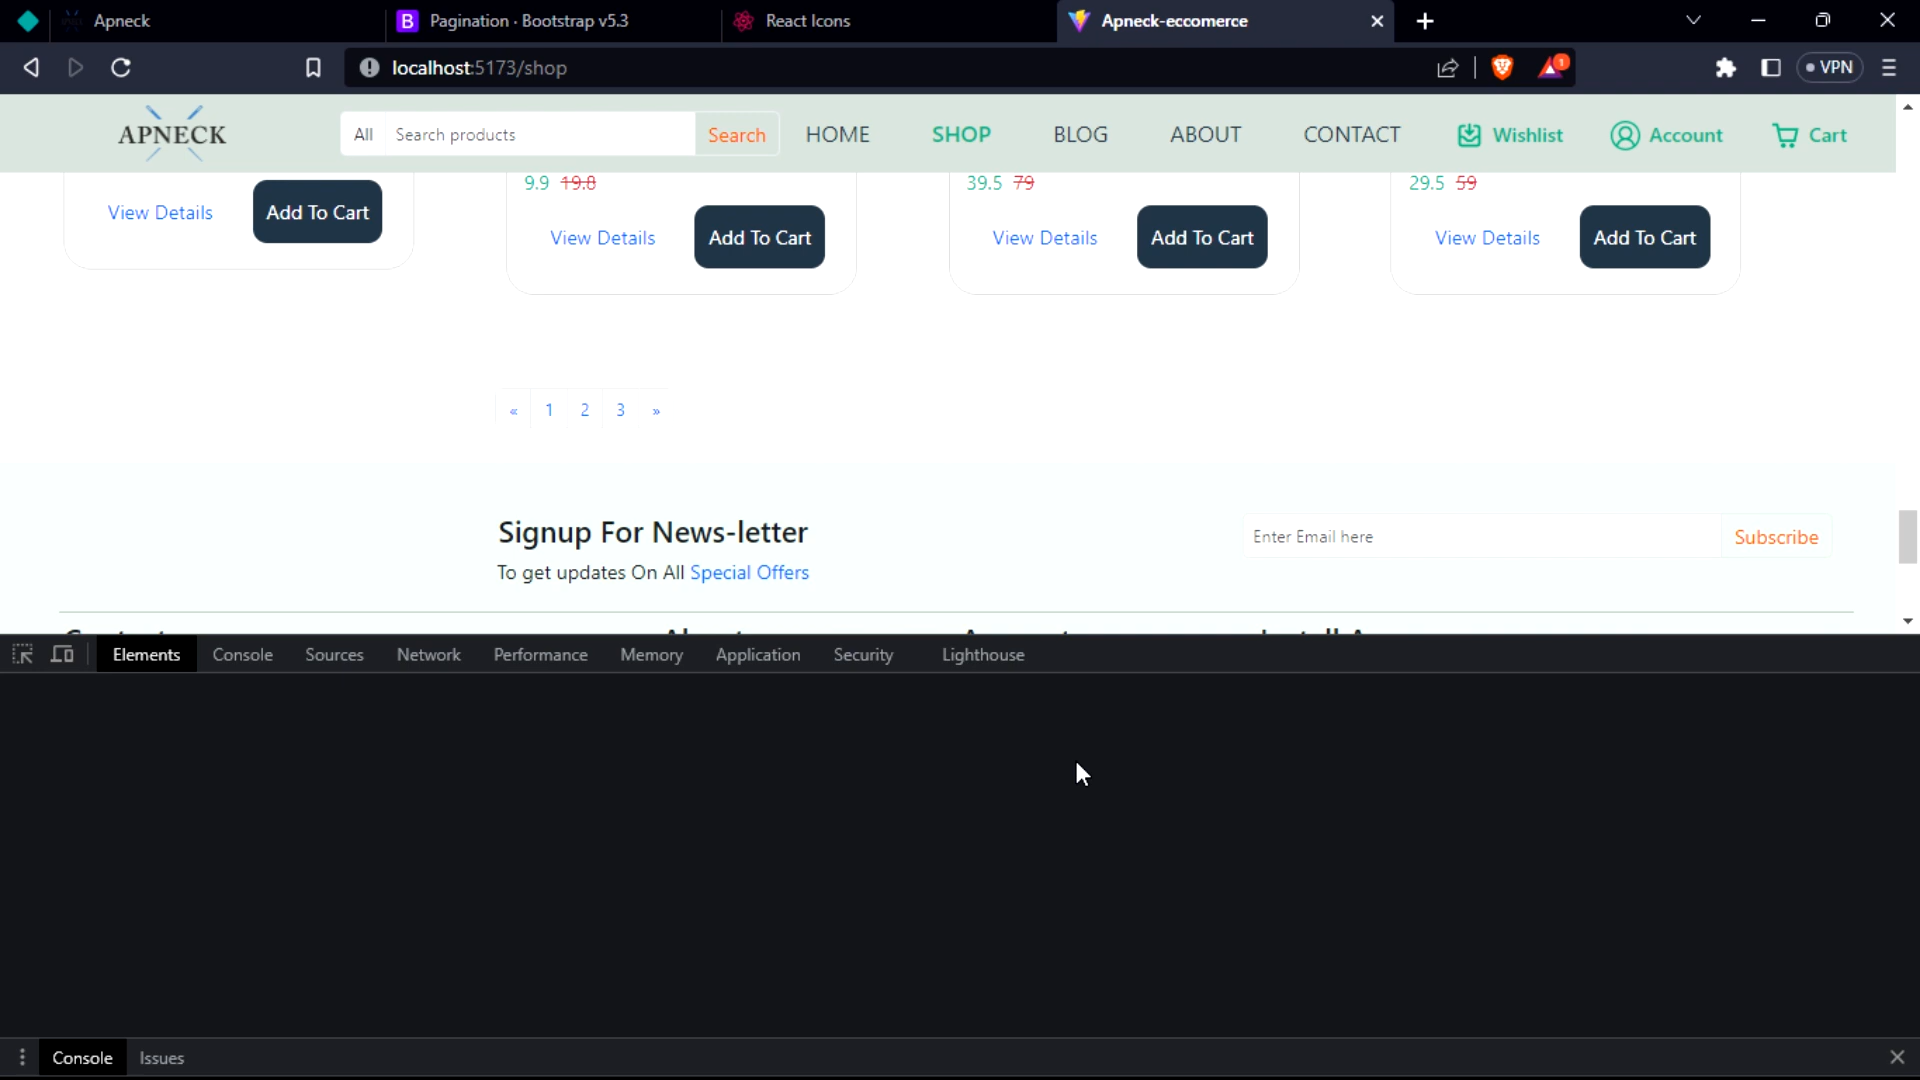 Apneck
Pagination · Bootstrap v5.3
React Icons
Apneck-eccomerce
localhost:5173/shop
1
VPN
APNECK
All
Search products
Search
HOME
SHOP
BLOG
ABOUT
CONTACT
Wishlist
Account
Cart
9.9 19.8
39.5 79
29.5 59
View Details
Add To Cart
View Details
Add To Cart
View Details
Add To Cart
View Details
Add To Cart
« 1 2 3 »
Signup For News-letter
To get updates On All Special Offers
Enter Email here
Subscribe
Elements
Console
Sources
Network
Performance
Memory
Application
Security
Lighthouse
Console
Issues